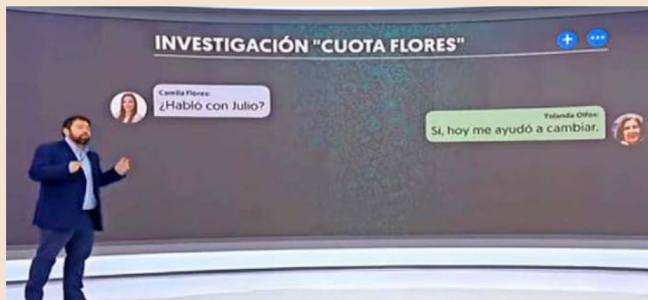 INVESTIGACIÓN "CUOTA FLORES"
Camila Flores:
¿Habló con Julio?
Yolanda Olfos:
Sí, hoy me ayudó a cambiar.